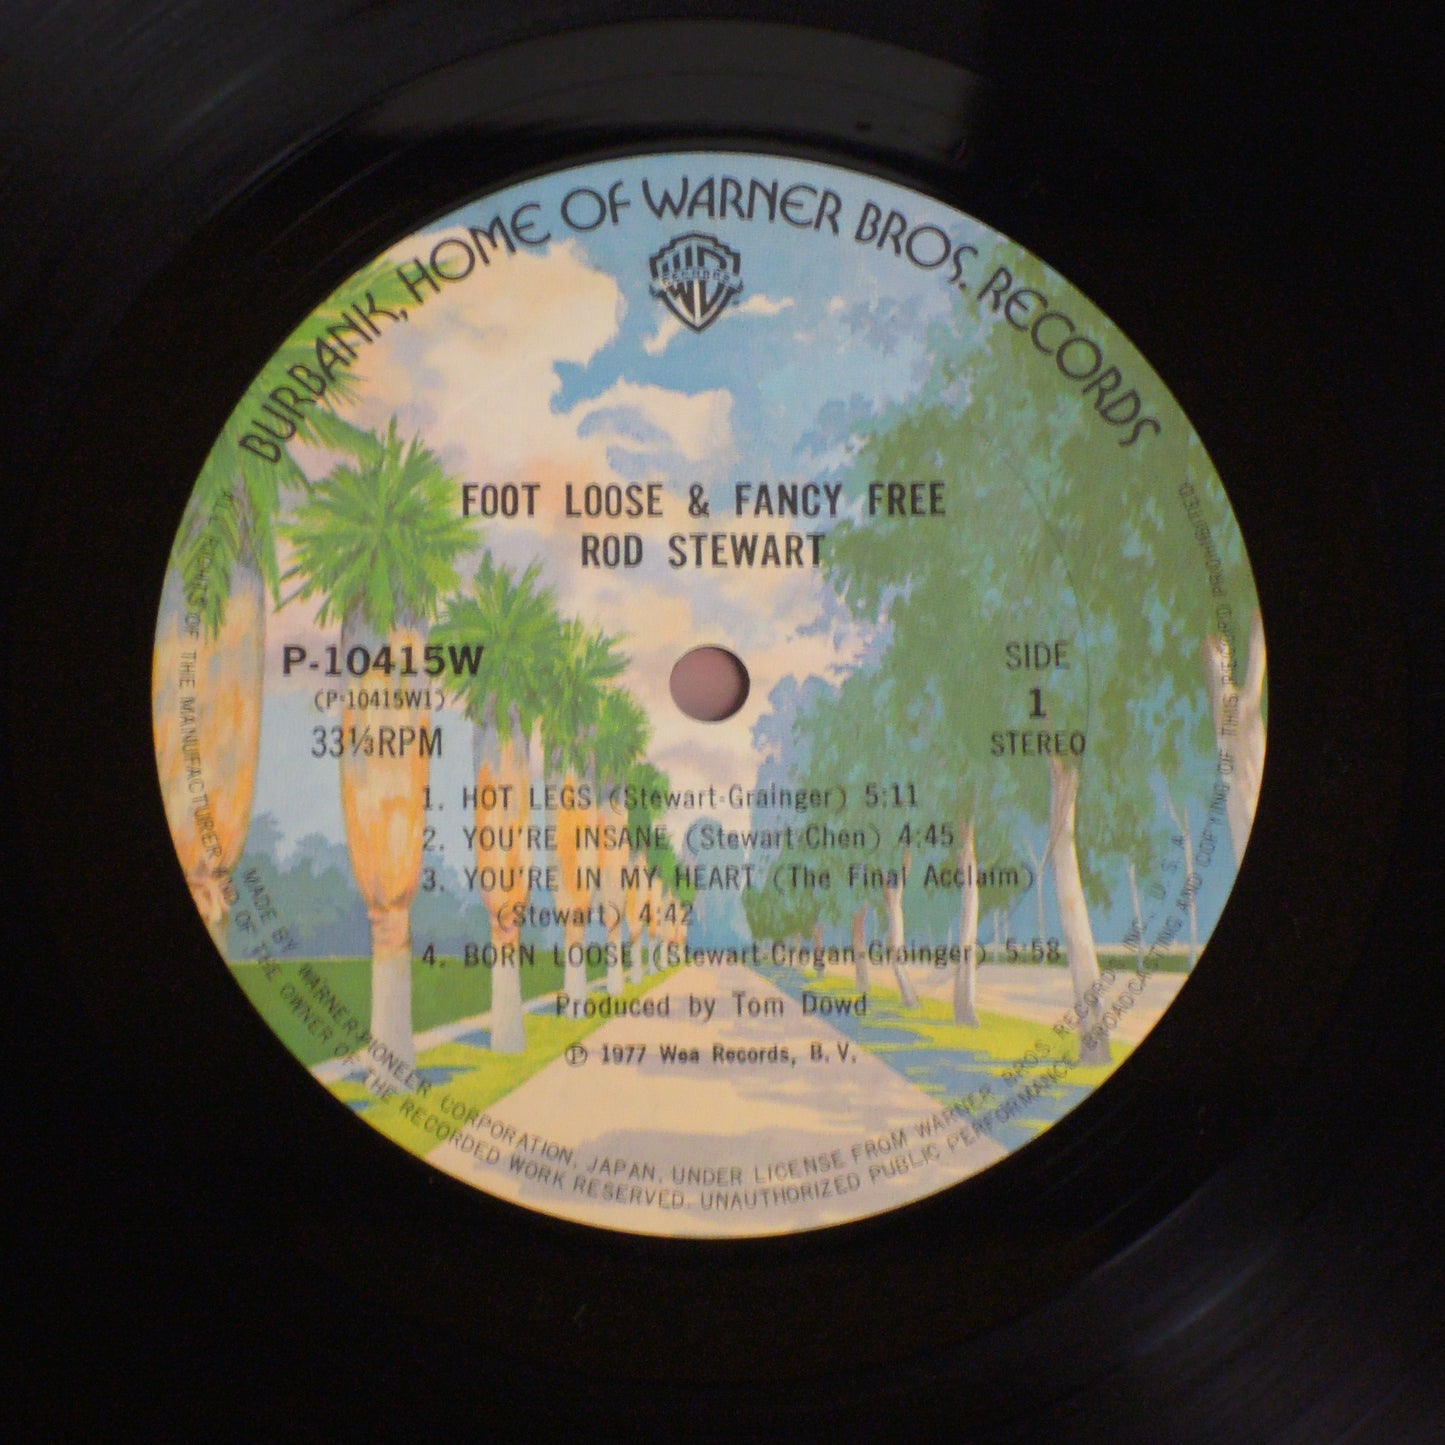 BURBANK, HOME OF WARNER BROS. RECORDS
RECORDS
FOOT LOOSE & FANCY FREE
ROD STEWART
P-10415W
(P-10415W1)
33⅓RPM
SIDE
1
STEREO
1. HOT LEGS (Stewart-Grainger) 5:11
2. YOU'RE INSANE (Stewart-Chen) 4:45
3. YOU'RE IN MY HEART (The Final Acclaim)
(Stewart) 4:42
4. BORN LOOSE (Stewart-Cregan-Grainger) 5:58
Produced by Tom Dowd
Ⓟ 1977 Wea Records, B. V.
MADE BY WARNER-PIONEER CORPORATION, JAPAN, UNDER LICENSE FROM WARNER BROS. RECORDS INC., U. S. A.
ALL RIGHTS OF THE MANUFACTURER AND OF THE OWNER OF THE RECORDED WORK RESERVED. UNAUTHORIZED PUBLIC PERFORMANCE BROADCASTING AND COPYING OF THIS RECORD PROHIBITED.